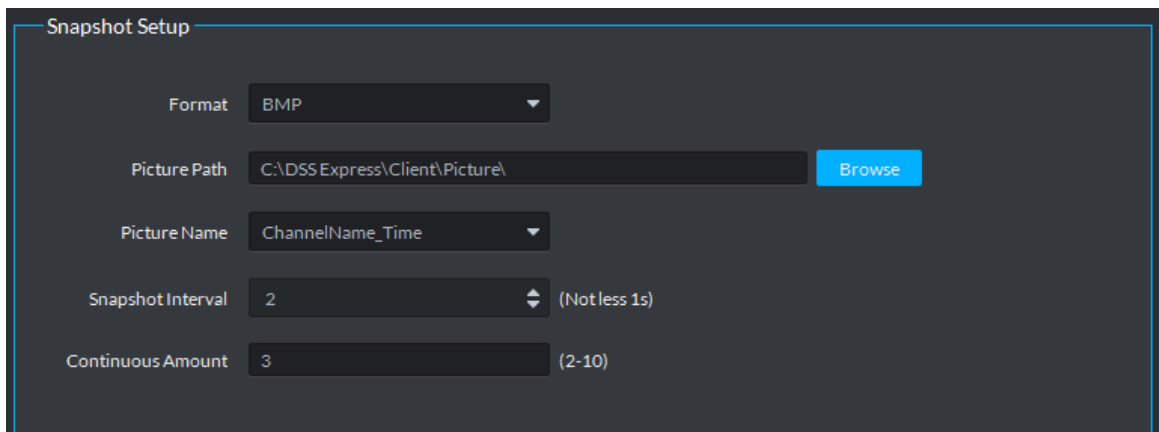 Snapshot Setup
Format BMP
Picture Path C:\DSS Express\Client\Picture\ Browse
Picture Name ChannelName_Time
Snapshot Interval 2 (Not less 1s)
Continuous Amount 3 (2-10)